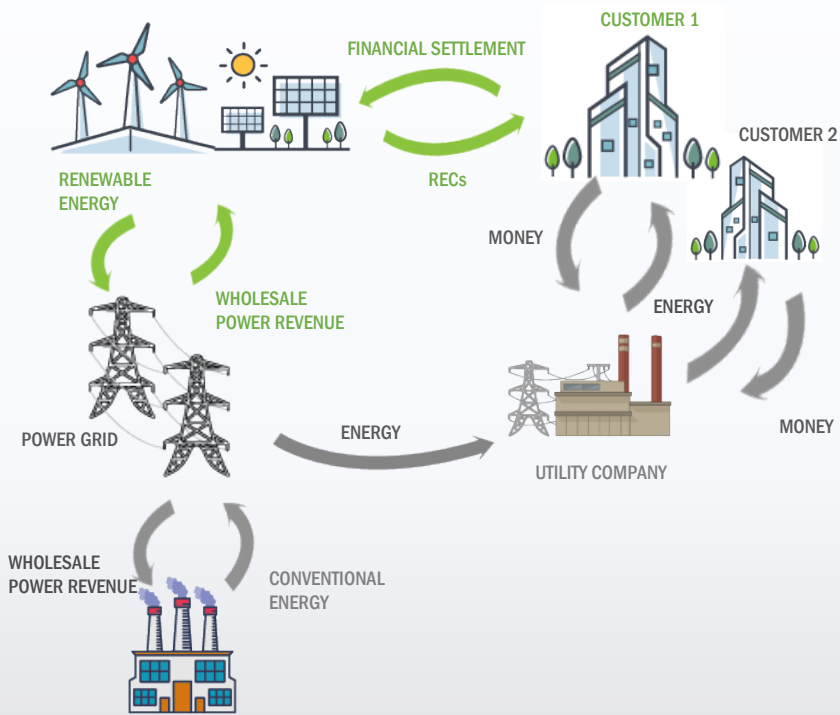 CUSTOMER 1
FINANCIAL SETTLEMENT
CUSTOMER 2
RENEWABLE
ENERGY
RECs
MONEY
WHOLESALE
POWER REVENUE
ENERGY
POWER GRID
ENERGY
MONEY
UTILITY COMPANY
WHOLESALE
POWER REVENUE
CONVENTIONAL
ENERGY